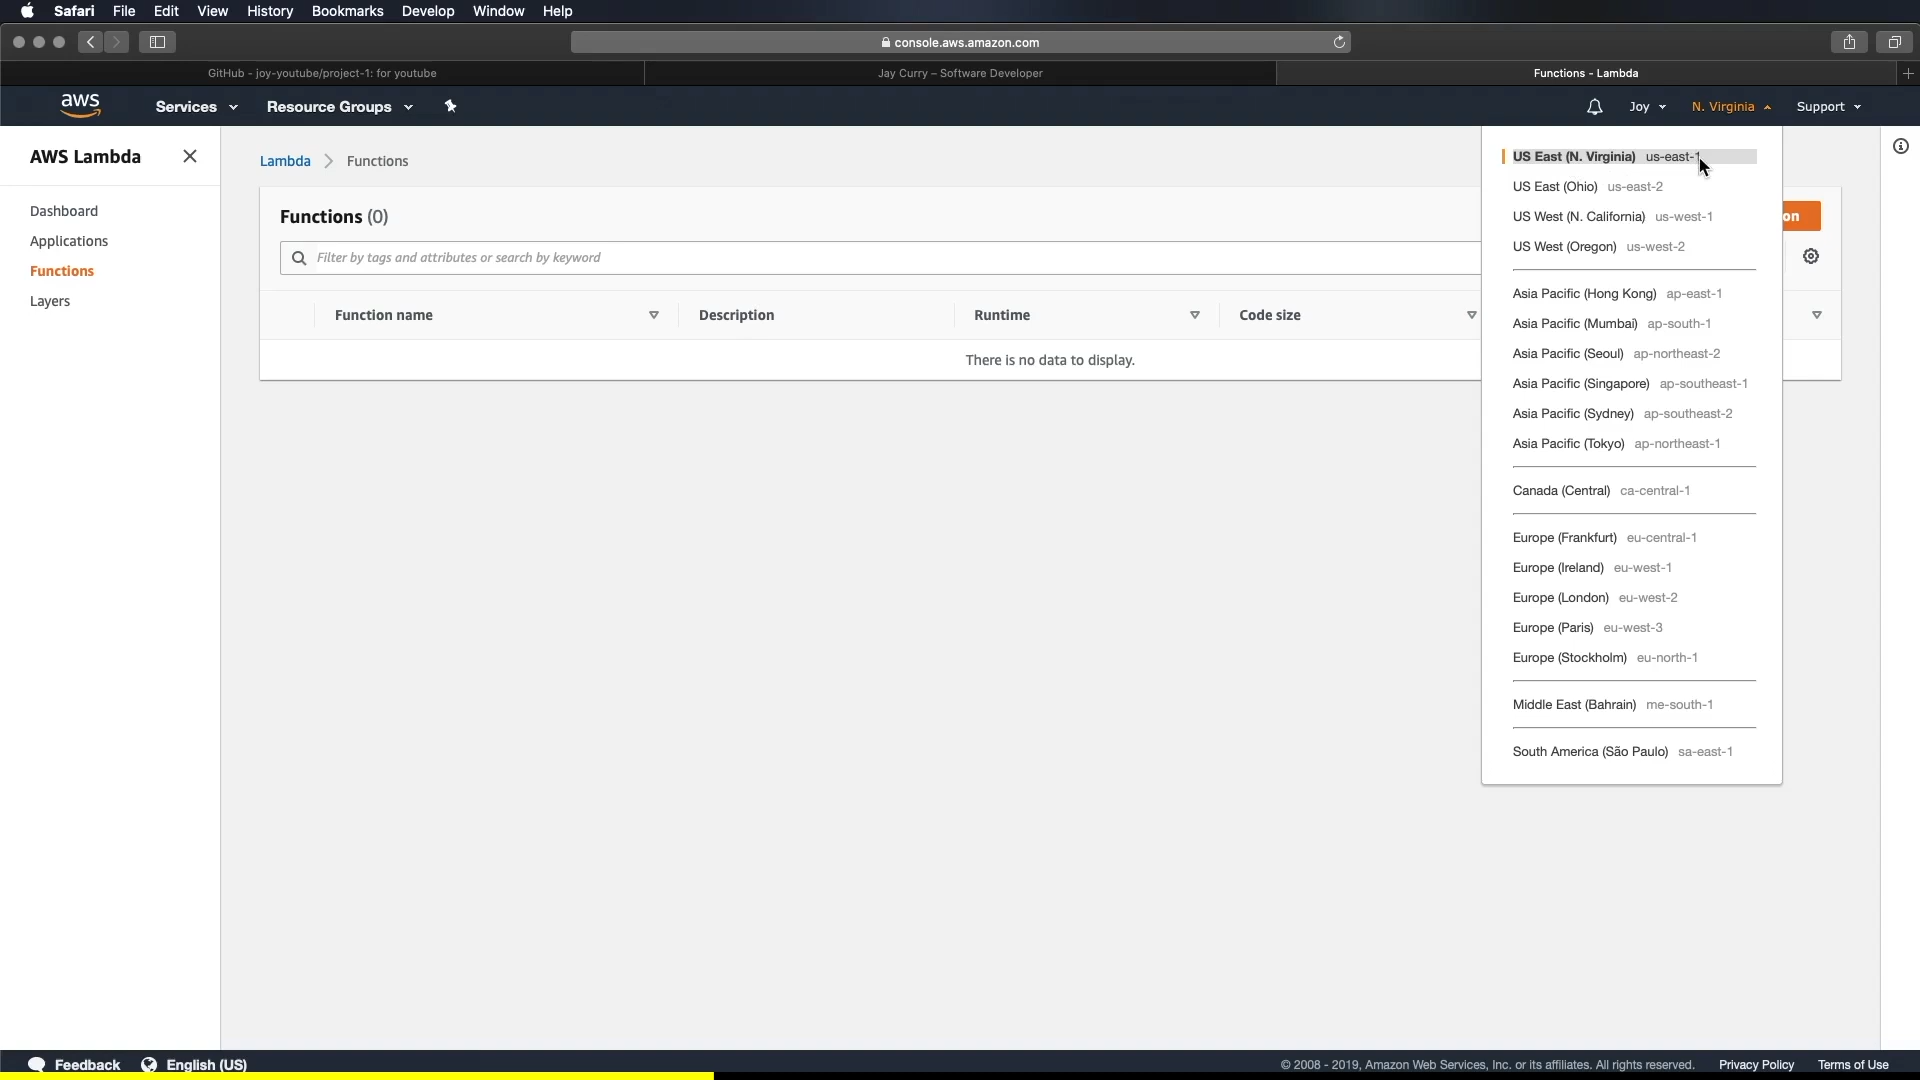 Safari File Edit View History Bookmarks Develop Window Help
console.aws.amazon.com
GitHub - joy-youtube/project-1: for youtube
Jay Curry – Software Developer
Functions - Lambda
aws
Services
Resource Groups
Joy
N. Virginia
Support
AWS Lambda
Dashboard
Applications
Functions
Layers
Lambda
Functions
Functions (0)
on
Filter by tags and attributes or search by keyword
Function name
Description
Runtime
Code size
There is no data to display.
US East (N. Virginia) us-east-1
US East (Ohio) us-east-2
US West (N. California) us-west-1
US West (Oregon) us-west-2
Asia Pacific (Hong Kong) ap-east-1
Asia Pacific (Mumbai) ap-south-1
Asia Pacific (Seoul) ap-northeast-2
Asia Pacific (Singapore) ap-southeast-1
Asia Pacific (Sydney) ap-southeast-2
Asia Pacific (Tokyo) ap-northeast-1
Canada (Central) ca-central-1
Europe (Frankfurt) eu-central-1
Europe (Ireland) eu-west-1
Europe (London) eu-west-2
Europe (Paris) eu-west-3
Europe (Stockholm) eu-north-1
Middle East (Bahrain) me-south-1
South America (São Paulo) sa-east-1
Feedback
English (US)
© 2008 - 2019, Amazon Web Services, Inc. or its affiliates. All rights reserved.
Privacy Policy
Terms of Use